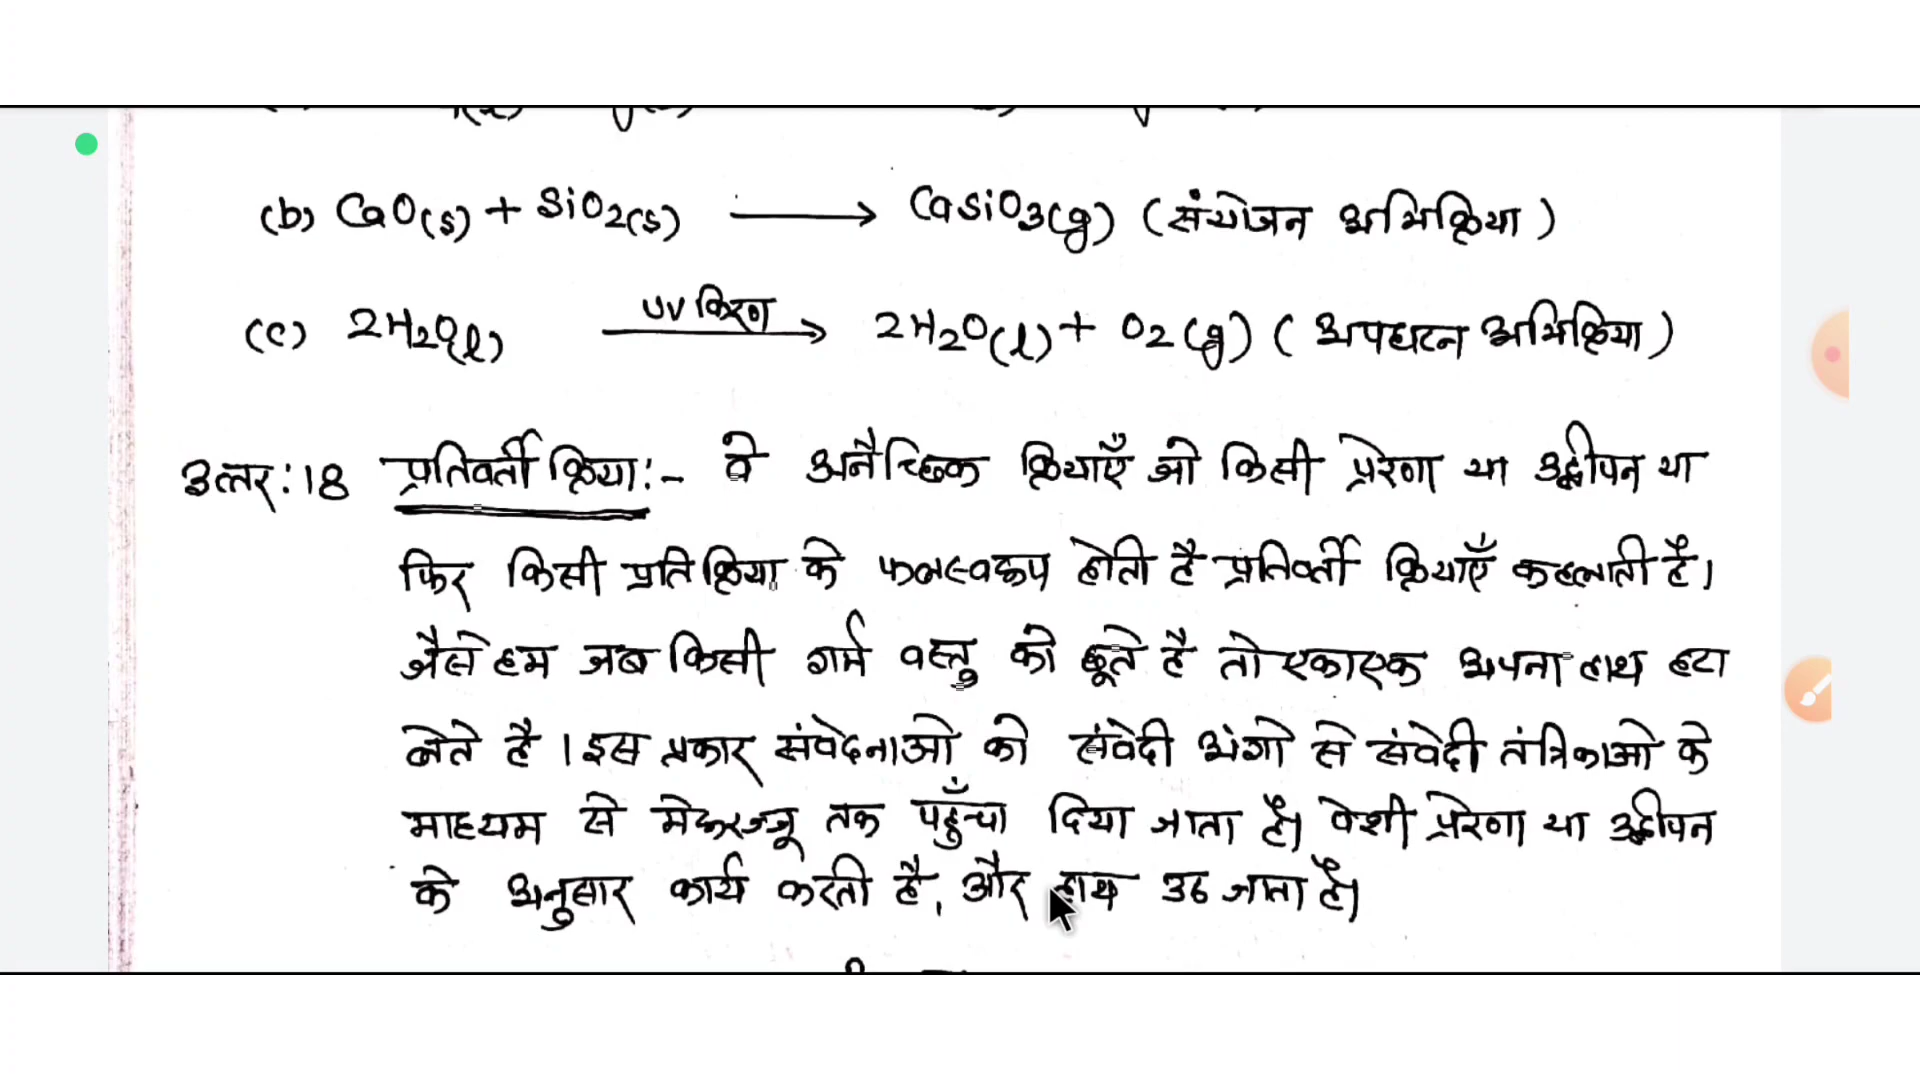 (b) CaO(s) + SiO2(s) ⟶ CaSiO3(g) (संयोजन अभिक्रिया)
UV किरण
(c) 2H2O(l) ⟶ 2H2O(l) + O2(g) (अपघटन अभिक्रिया)
उत्तर:18 प्रतिवर्ती क्रिया:- वे अनैच्छिक क्रियाएँ जो किसी प्रेरणा या उद्दीपन या
फिर किसी प्रतिक्रिया के फलस्वरूप होती है प्रतिवर्ती क्रियाएँ कहलाती है।
जैसे हम जब किसी गर्म वस्तु को छूते है तो एकाएक अपना हाथ हटा
लेते है। इस प्रकार संवेदनाओ को संवेदी अंगो से संवेदी तंत्रिकाओ के
माध्यम से मेरुरज्जू तक पहुँचा दिया जाता है। पेशी प्रेरणा या उद्दीपन
के अनुसार कार्य करती है, और हाथ उठ जाता है।